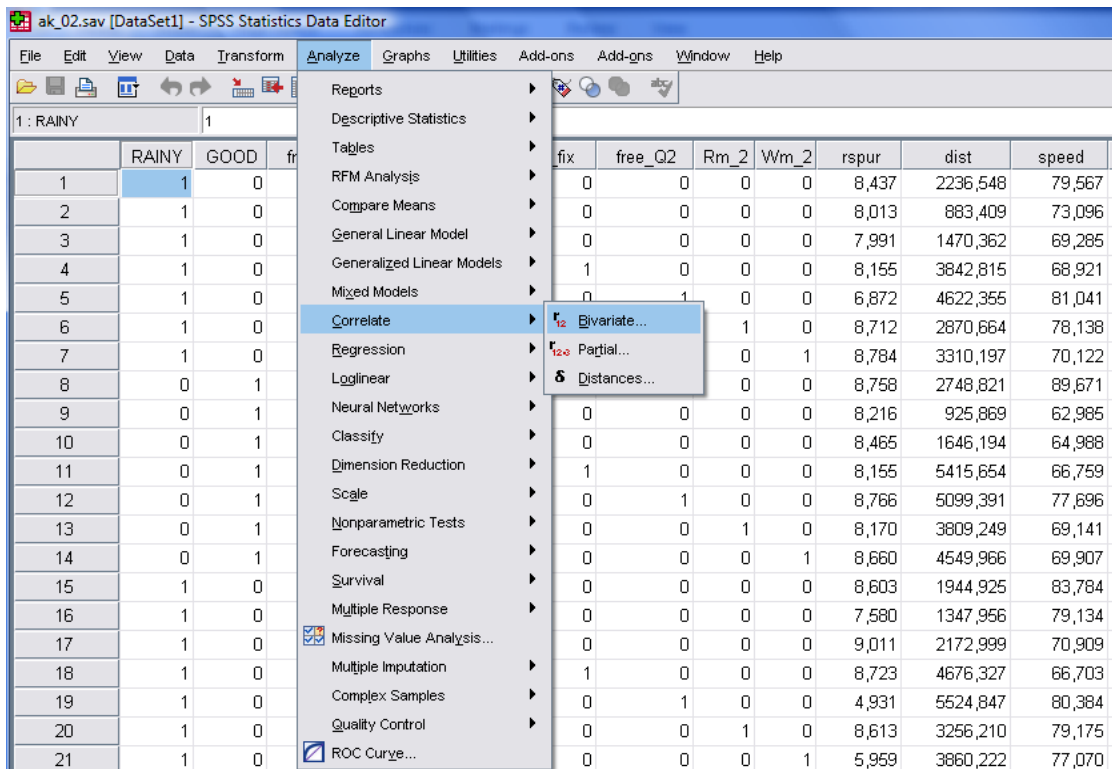 ak_02.sav [DataSet1] - SPSS Statistics Data Editor
File Edit View Data Transform Analyze Graphs Utilities Add-ons Add-ons Window Help
1 : RAINY 1
Reports
Descriptive Statistics
Tables
RFM Analysis
Compare Means
General Linear Model
Generalized Linear Models
Mixed Models
Correlate
Regression
Loglinear
Neural Networks
Classify
Dimension Reduction
Scale
Nonparametric Tests
Forecasting
Survival
Multiple Response
Missing Value Analysis...
Multiple Imputation
Complex Samples
Quality Control
ROC Curve...
r12 Bivariate...
r12•3 Partial...
δ Distances...
RAINY GOOD fr fix free_Q2 Rm_2 Wm_2 rspur dist speed
1 1 0 0 0 0 0 8,437 2236,548 79,567
2 1 0 0 0 0 0 8,013 883,409 73,096
3 1 0 0 0 0 0 7,991 1470,362 69,285
4 1 0 1 0 0 0 8,155 3842,815 68,921
5 1 0 0 1 0 0 6,872 4622,355 81,041
6 1 0 1 0 8,712 2870,664 78,138
7 1 0 0 1 8,784 3310,197 70,122
8 0 1 0 0 8,758 2748,821 89,671
9 0 1 0 0 0 0 8,216 925,869 62,985
10 0 1 0 0 0 0 8,465 1646,194 64,988
11 0 1 1 0 0 0 8,155 5415,654 66,759
12 0 1 0 1 0 0 8,766 5099,391 77,696
13 0 1 0 0 1 0 8,170 3809,249 69,141
14 0 1 0 0 0 1 8,660 4549,966 69,907
15 1 0 0 0 0 0 8,603 1944,925 83,784
16 1 0 0 0 0 0 7,580 1347,956 79,134
17 1 0 0 0 0 0 9,011 2172,999 70,909
18 1 0 1 0 0 0 8,723 4676,327 66,703
19 1 0 0 1 0 0 4,931 5524,847 80,384
20 1 0 0 0 1 0 8,613 3256,210 79,175
21 1 0 0 0 0 1 5,959 3860,222 77,070